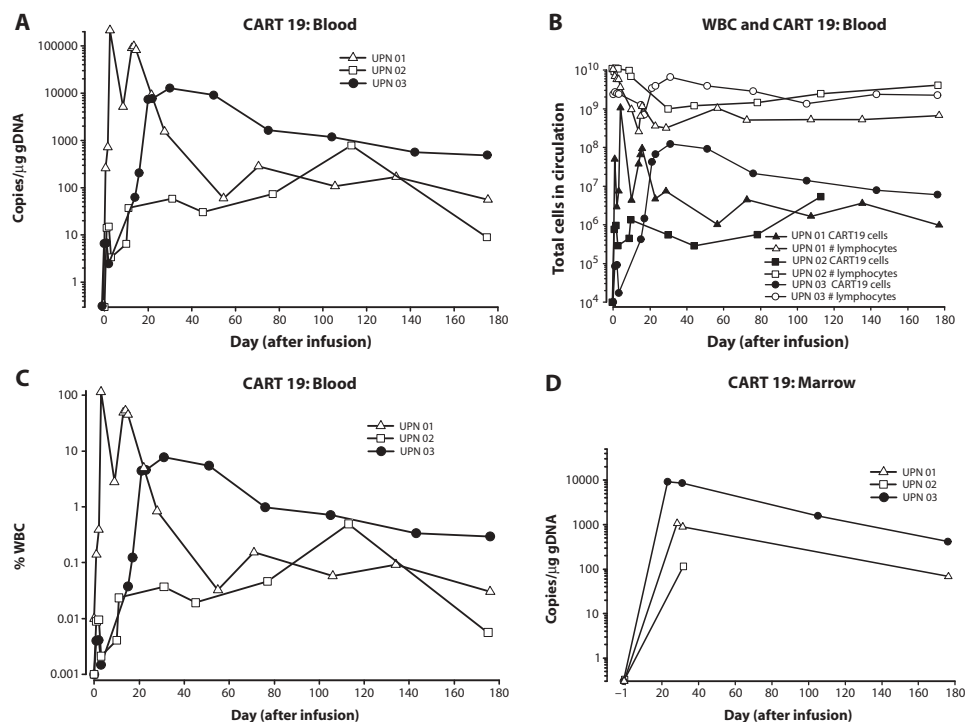 A
CART 19: Blood
Copies/µg gDNA
100000
10000
1000
100
10
1
UPN 01
UPN 02
UPN 03
0 20 40 60 80 100 120 140 160 180
Day (after infusion)
B
WBC and CART 19: Blood
Total cells in circulation
10^10
10^9
10^8
10^7
10^6
10^5
10^4
UPN 01 CART19 cells
UPN 01 # lymphocytes
UPN 02 CART19 cells
UPN 02 # lymphocytes
UPN 03 CART19 cells
UPN 03 # lymphocytes
0 20 40 60 80 100 120 140 160 180
Day (after infusion)
C
CART 19: Blood
% WBC
100
10
1
0.1
0.01
0.001
UPN 01
UPN 02
UPN 03
0 20 40 60 80 100 120 140 160 180
Day (after infusion)
D
CART 19: Marrow
Copies/µg gDNA
10000
1000
100
10
1
UPN 01
UPN 02
UPN 03
–1 20 40 60 80 100 120 140 160 180
Day (after infusion)